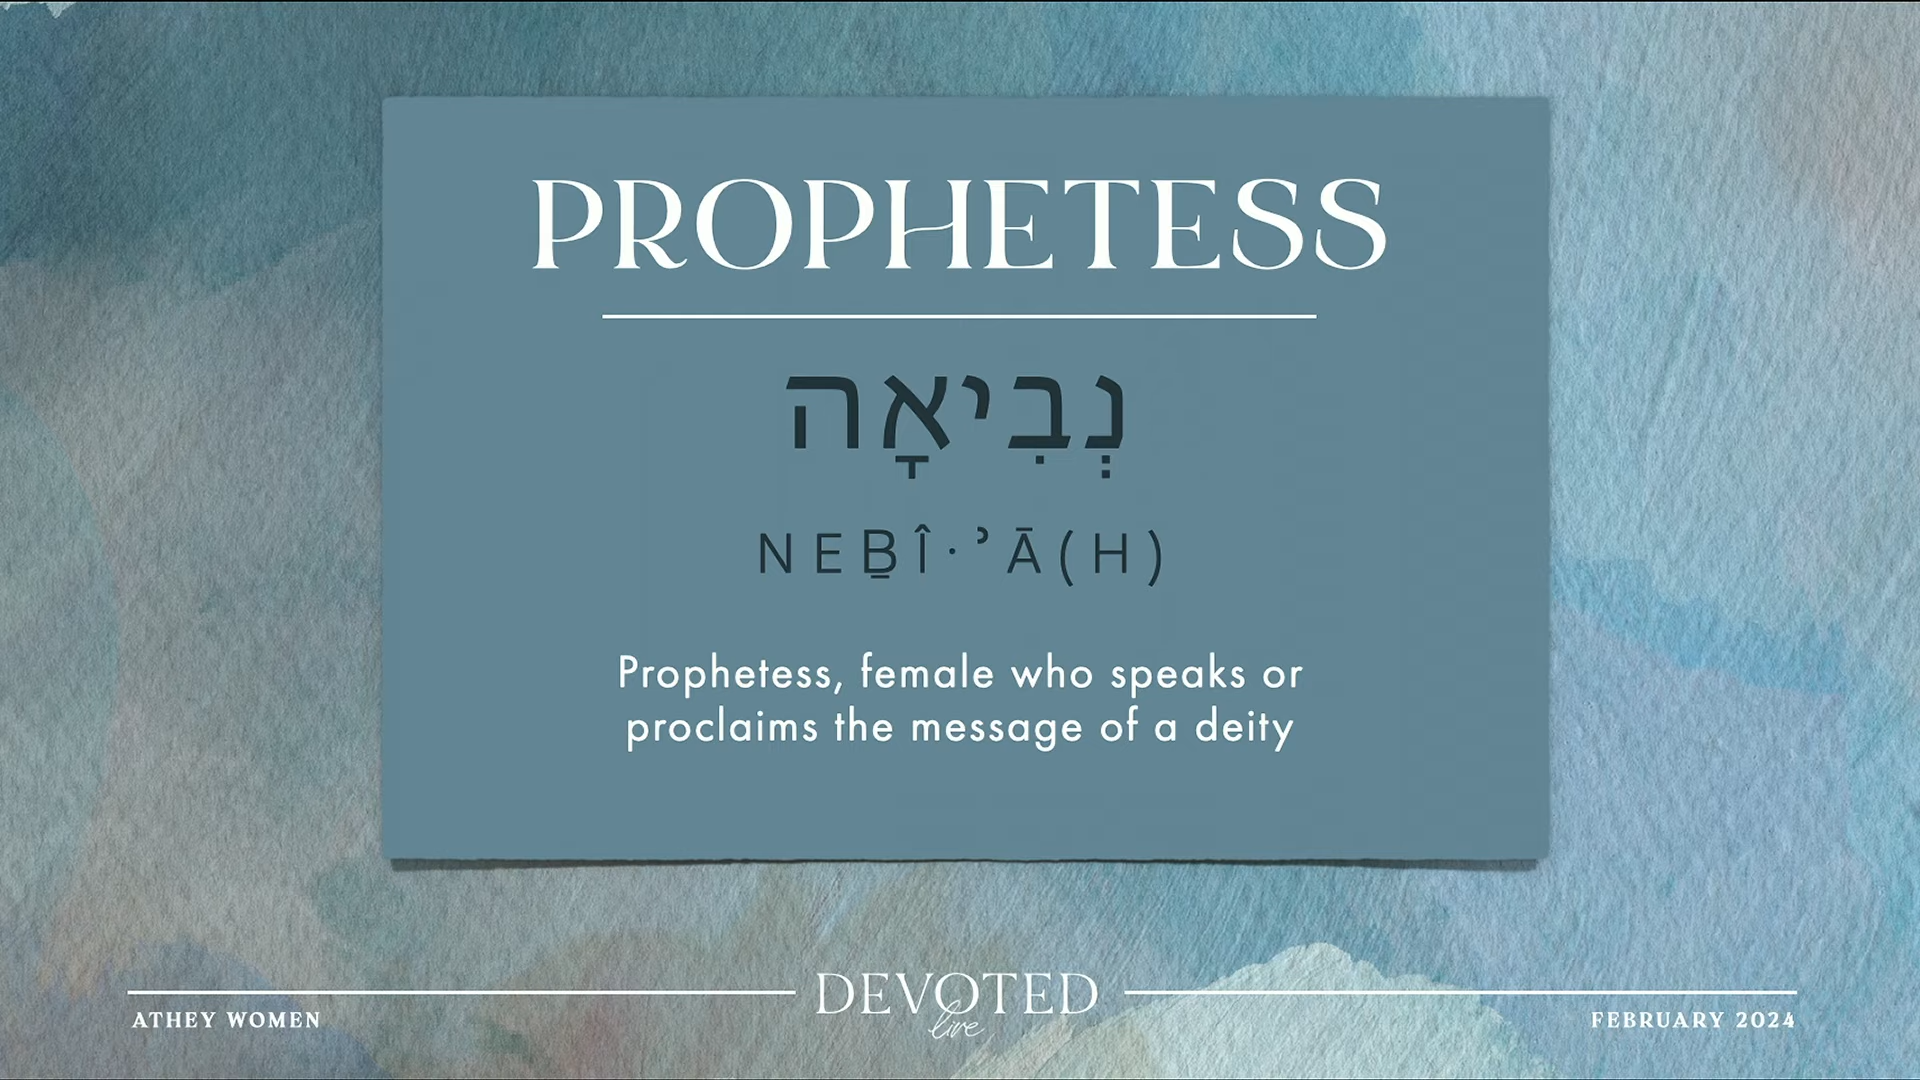 PROPHETESS
נְבִיאָה
NEḆÎ·ʾĀ(H)
Prophetess, female who speaks or
proclaims the message of a deity
DEVOTED
live
ATHEY WOMEN
FEBRUARY 2024